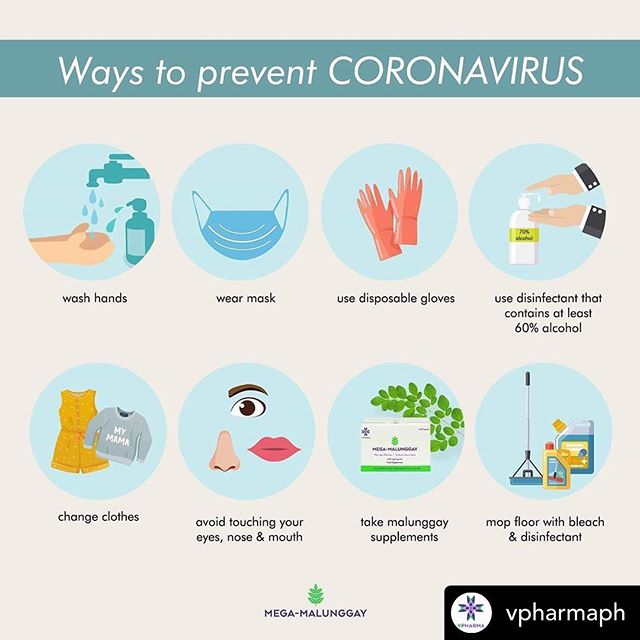 Ways to prevent CORONAVIRUS
70%
alcohol
wash hands
wear mask
use disposable gloves
use disinfectant that
contains at least
60% alcohol
MY
MAMA
MEGA-MALUNGGAY
change clothes
avoid touching your
eyes, nose & mouth
take malunggay
supplements
mop floor with bleach
& disinfectant
MEGA-MALUNGGAY
VPHARMA
vpharmaph